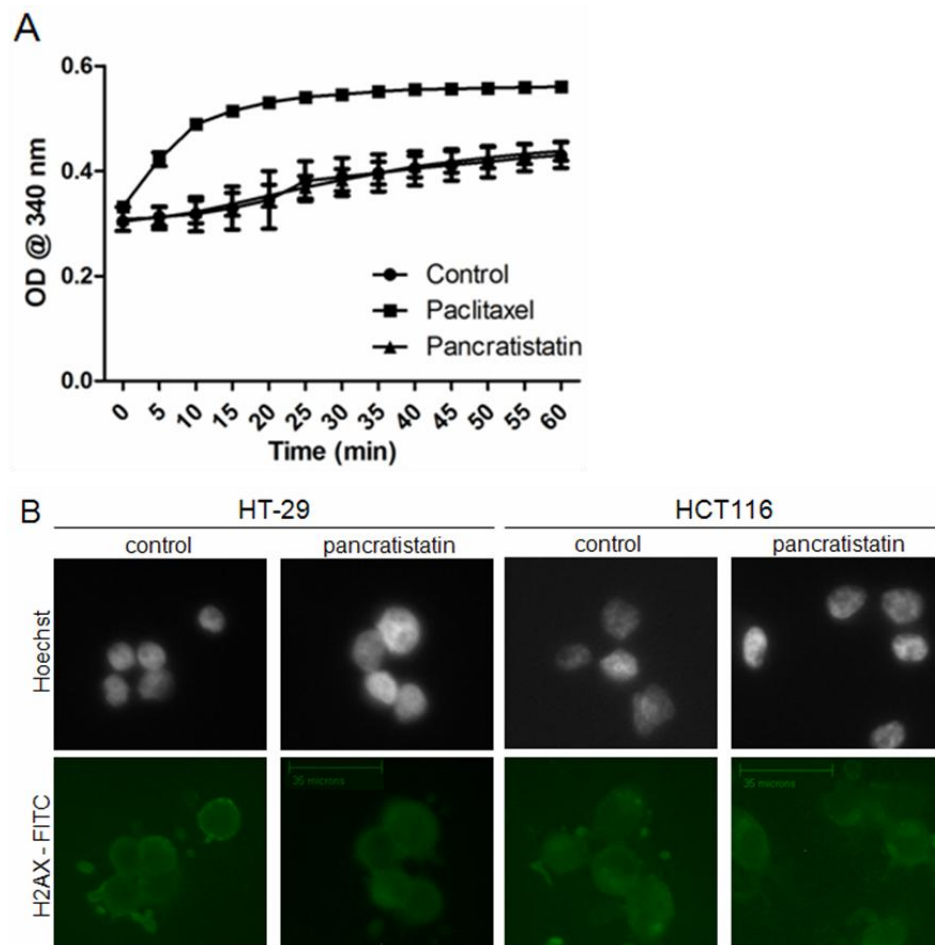 A
OD @ 340 nm
0.6
0.4
0.2
0.0
Control
Paclitaxel
Pancratistatin
0 5 10 15 20 25 30 35 40 45 50 55 60
Time (min)
B
HT-29 HCT116
control pancratistatin control pancratistatin
Hoechst
H2AX - FITC
35 microns 35 microns